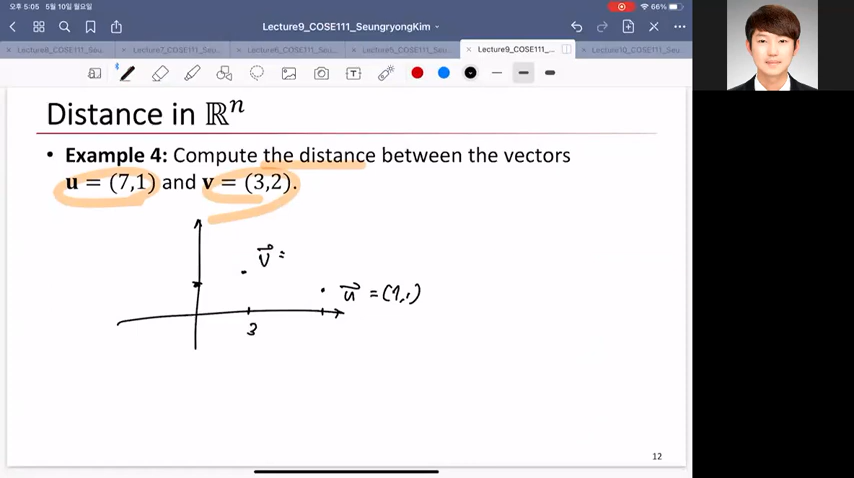 오후 5:05 5월 10일 월요일
66%
Lecture9_COSE111_SeungryongKim
Lecture8_COSE111_Seu...
Lecture7_COSE111_Seu...
Lecture6_COSE111_Seu...
Lecture5_COSE111_Seu...
Lecture9_COSE111_...
Lecture10_COSE111_Seu
Distance in ℝⁿ
• Example 4: Compute the distance between the vectors
u = (7,1) and v = (3,2).
v⃗ =
u⃗ = (7,1)
3
12